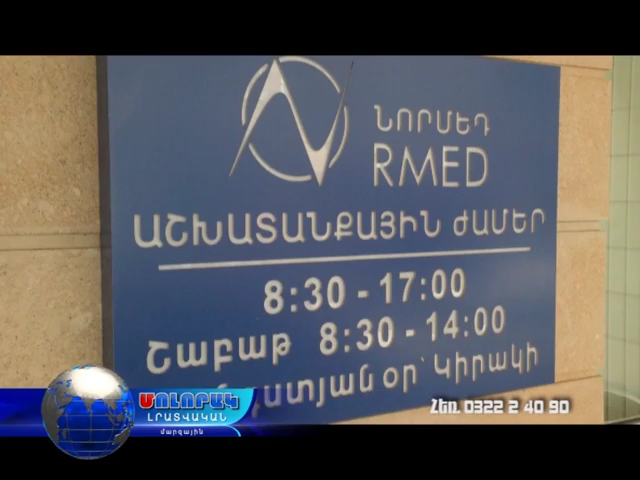 ՆՈՐՄԵԴ
RMED
ԱՇԽԱՏԱՆՔԱՅԻՆ ԺԱՄԵՐ
8:30 - 17:00
Շաբաթ 8:30 - 14:00
օր՝ Կիրակի
ՄՈԼՈՐԱԿ
ԼՐԱՏՎԱԿԱՆ
մարզային
Հեռ. 0322 2 40 90